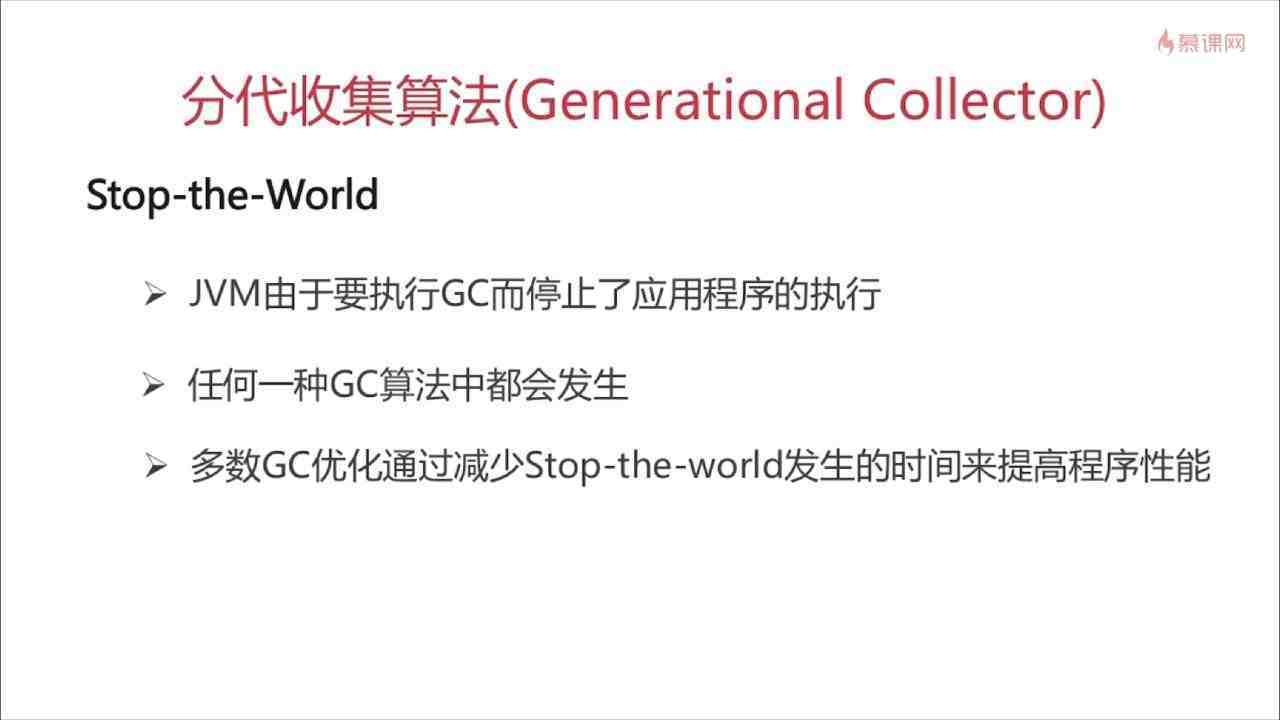 慕课网
分代收集算法(Generational Collector)
Stop-the-World
JVM由于要执行GC而停止了应用程序的执行
任何一种GC算法中都会发生
多数GC优化通过减少Stop-the-world发生的时间来提高程序性能